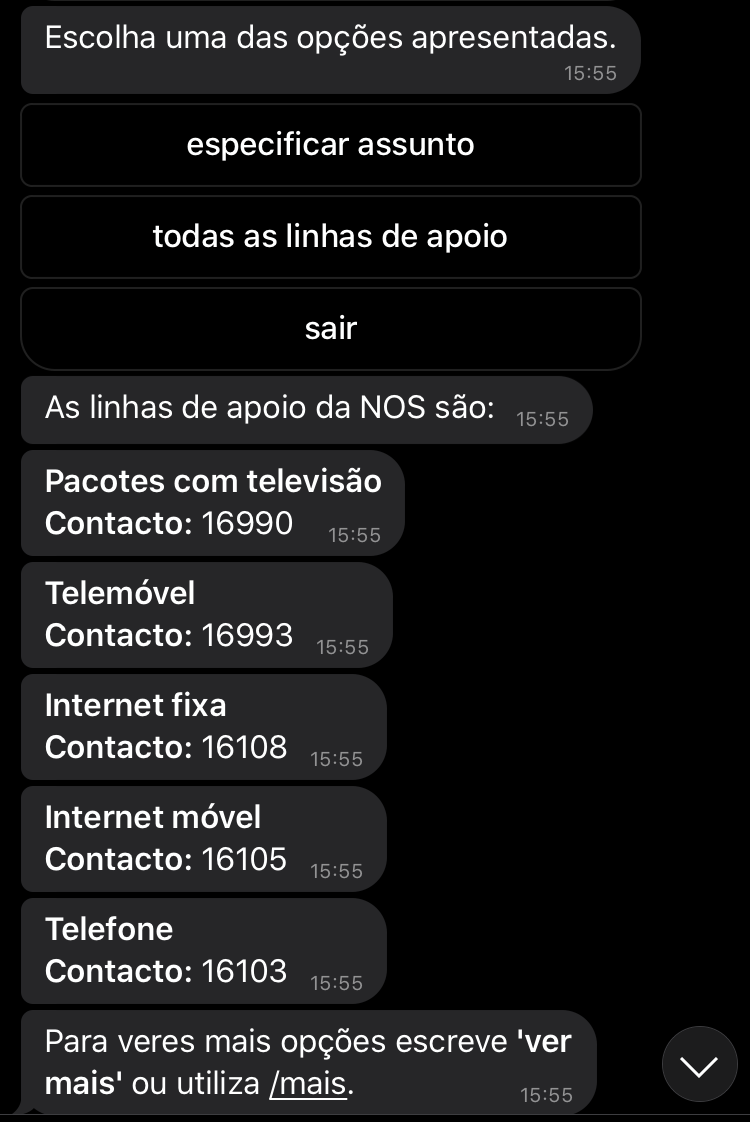 Escolha uma das opções apresentadas.
15:55
especificar assunto
todas as linhas de apoio
sair
As linhas de apoio da NOS são: 15:55
Pacotes com televisão
Contacto: 16990 15:55
Telemóvel
Contacto: 16993 15:55
Internet fixa
Contacto: 16108 15:55
Internet móvel
Contacto: 16105 15:55
Telefone
Contacto: 16103 15:55
Para veres mais opções escreve 'ver
mais' ou utiliza /mais. 15:55